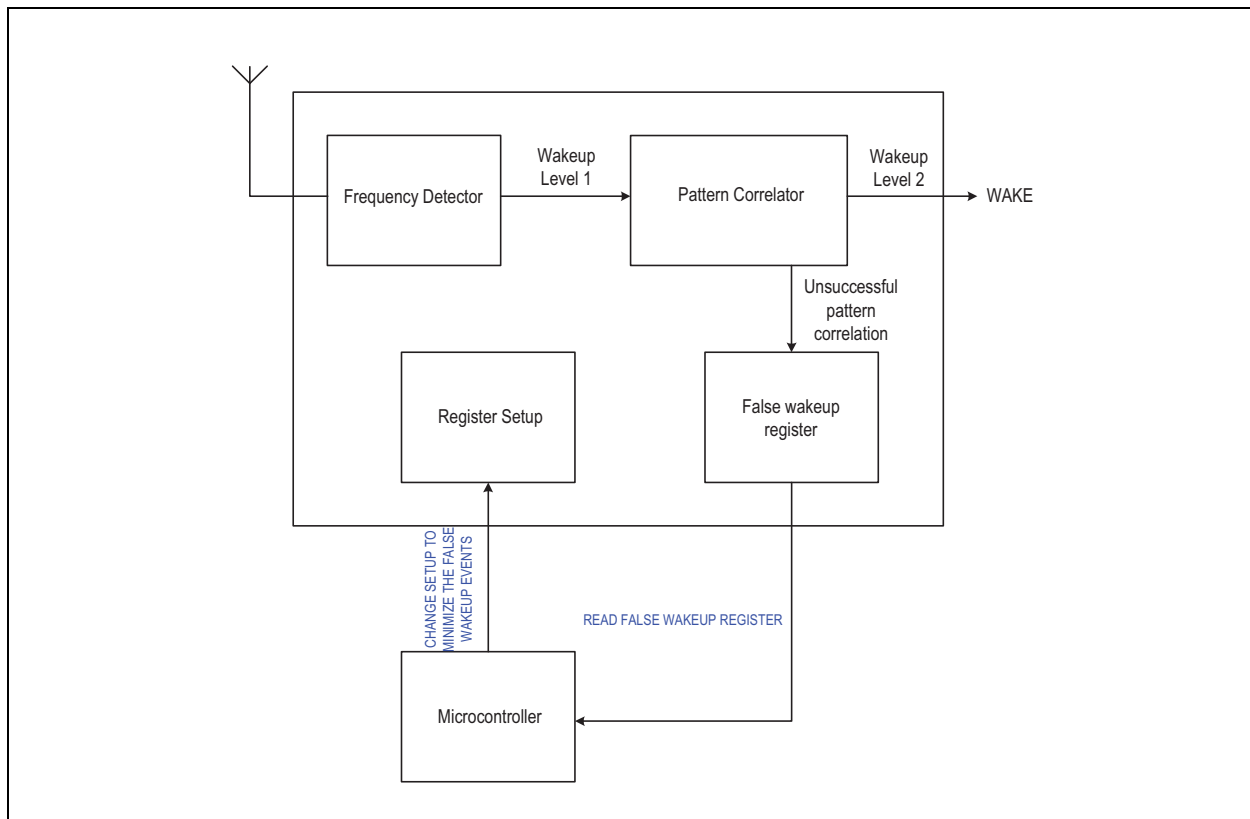 Frequency Detector
Wakeup
Level 1
Pattern Correlator
Wakeup
Level 2
WAKE
Unsuccessful
pattern
correlation
Register Setup
False wakeup
register
CHANGE SETUP TO
MINIMIZE THE FALSE
WAKEUP EVENTS
READ FALSE WAKEUP REGISTER
Microcontroller